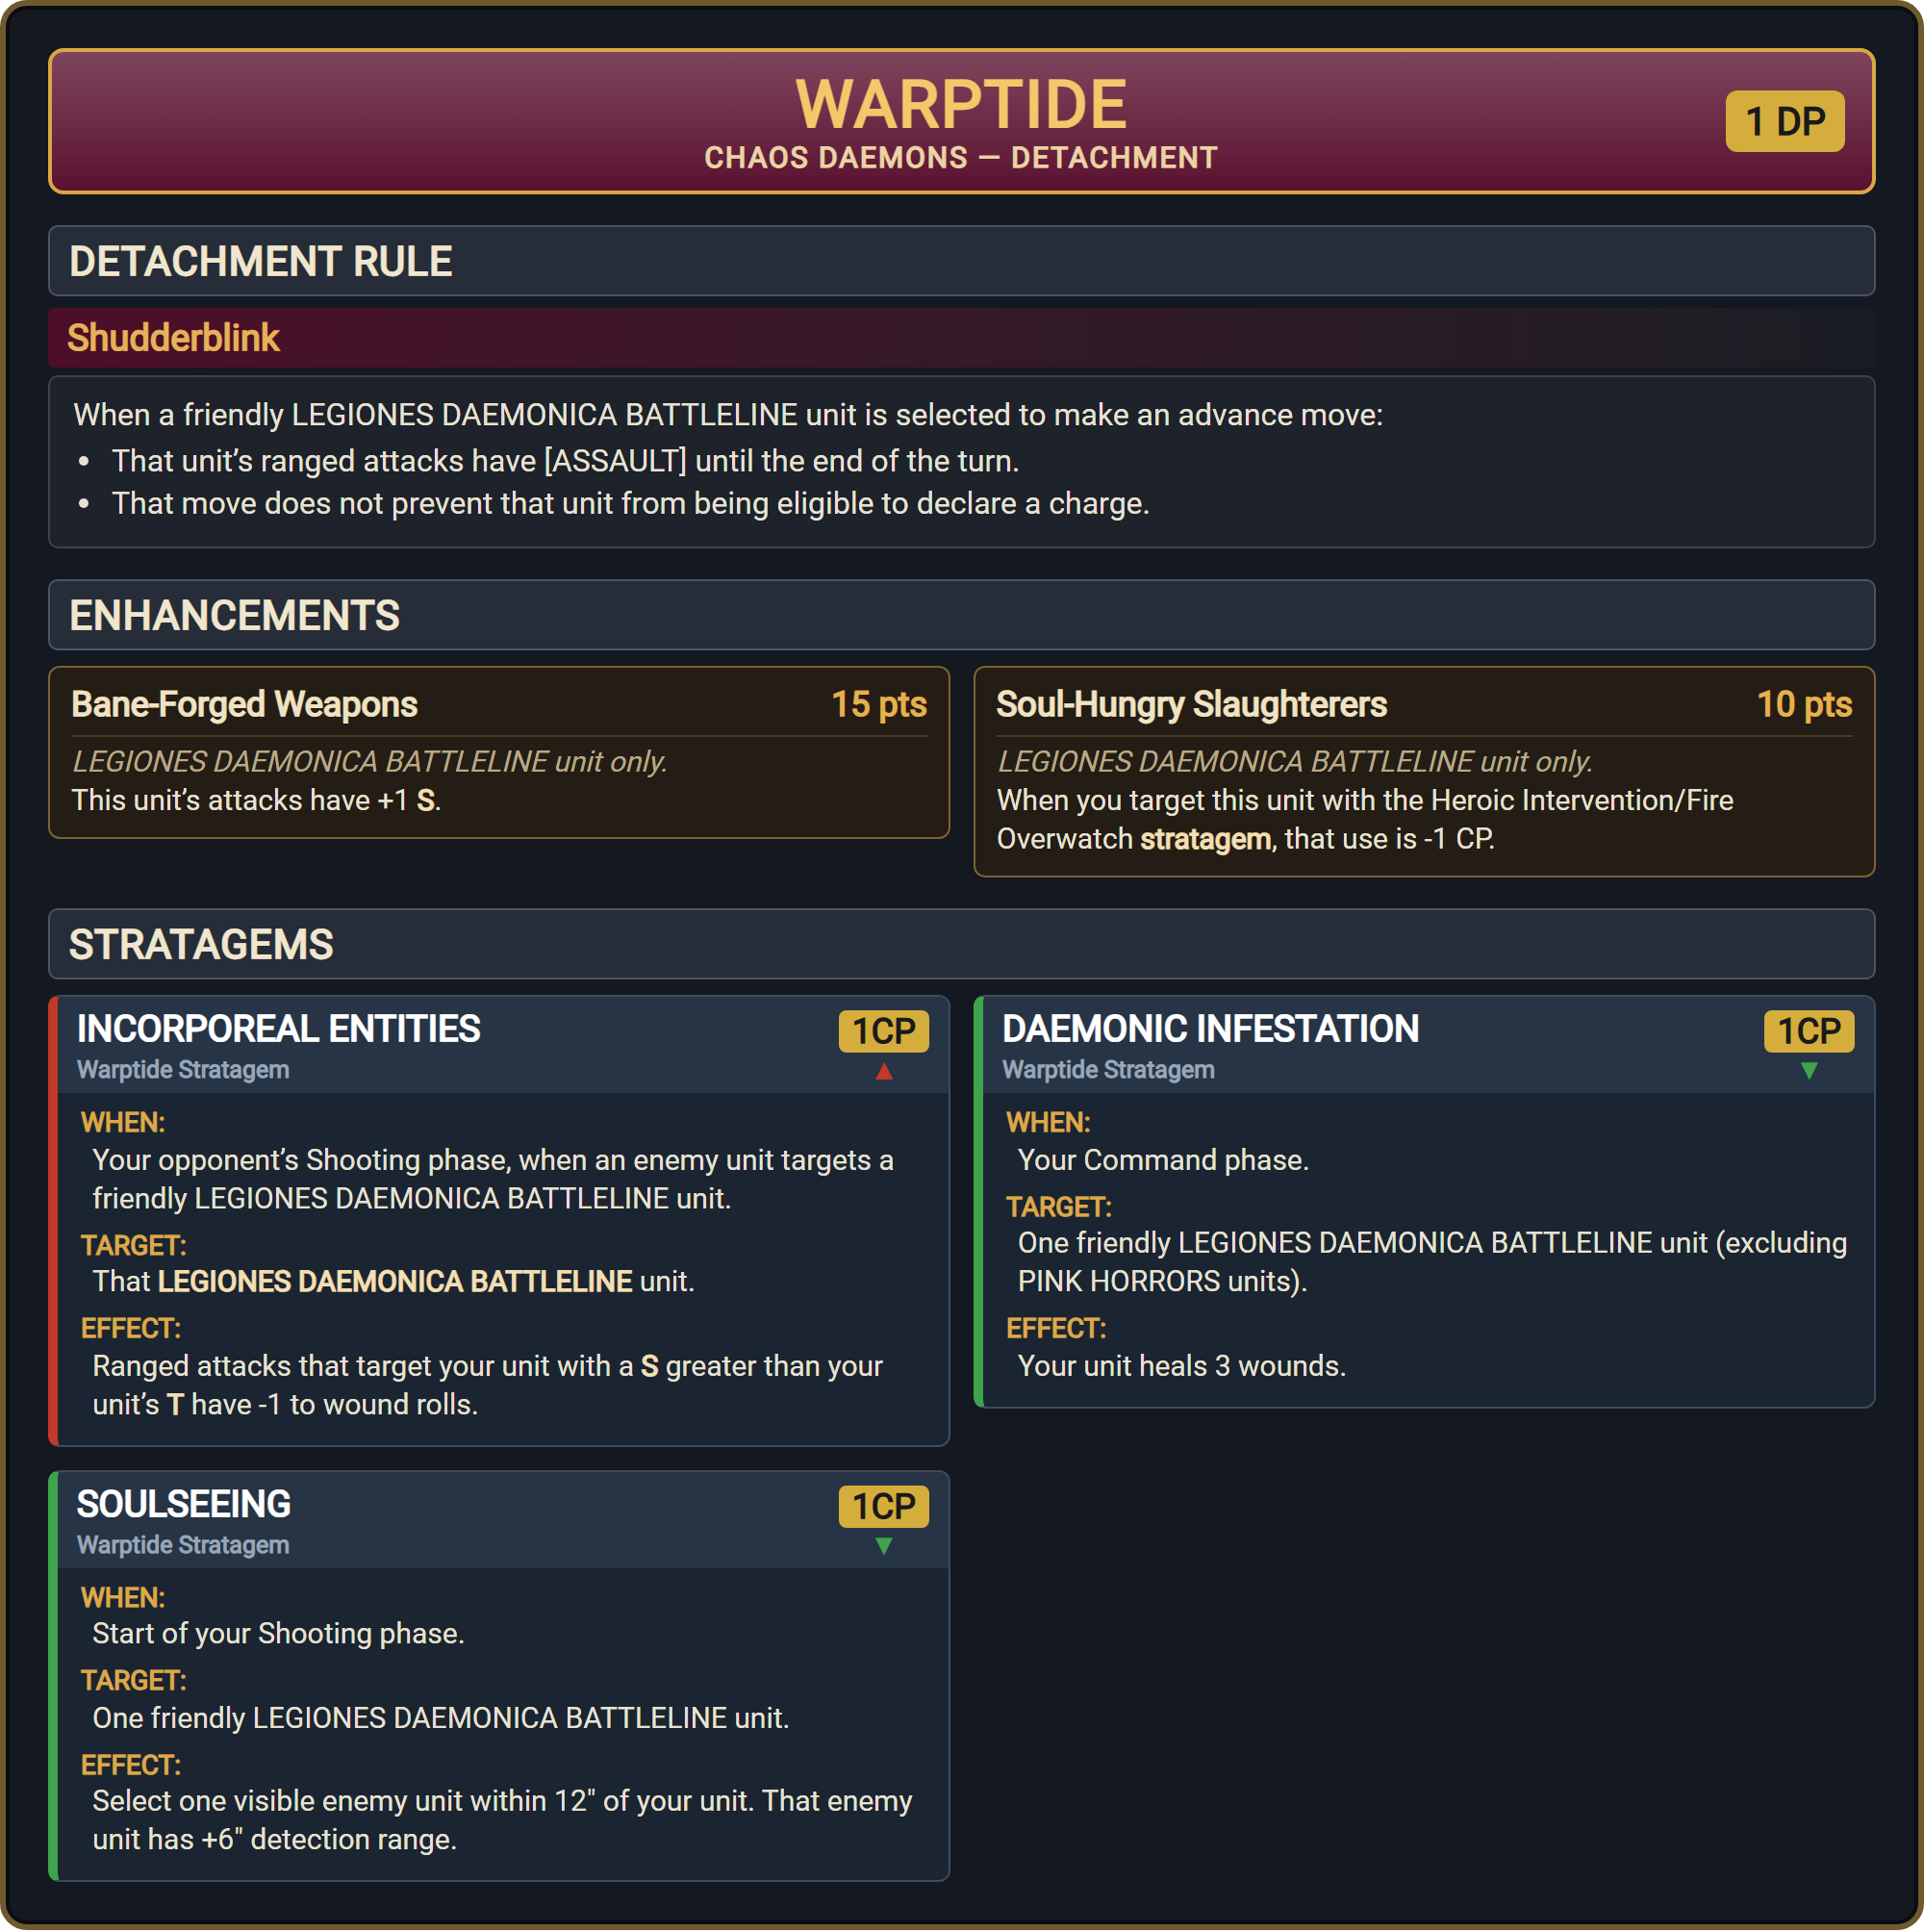 WARPTIDE
CHAOS DAEMONS — DETACHMENT
1 DP
DETACHMENT RULE
Shudderblink
When a friendly LEGIONES DAEMONICA BATTLELINE unit is selected to make an advance move:
• That unit’s ranged attacks have [ASSAULT] until the end of the turn.
• That move does not prevent that unit from being eligible to declare a charge.
ENHANCEMENTS
Bane-Forged Weapons 15 pts
LEGIONES DAEMONICA BATTLELINE unit only.
This unit’s attacks have +1 S.
Soul-Hungry Slaughterers 10 pts
LEGIONES DAEMONICA BATTLELINE unit only.
When you target this unit with the Heroic Intervention/Fire
Overwatch stratagem, that use is -1 CP.
STRATAGEMS
INCORPOREAL ENTITIES 1CP
Warptide Stratagem ▲
WHEN:
Your opponent’s Shooting phase, when an enemy unit targets a
friendly LEGIONES DAEMONICA BATTLELINE unit.
TARGET:
That LEGIONES DAEMONICA BATTLELINE unit.
EFFECT:
Ranged attacks that target your unit with a S greater than your
unit’s T have -1 to wound rolls.
DAEMONIC INFESTATION 1CP
Warptide Stratagem ▼
WHEN:
Your Command phase.
TARGET:
One friendly LEGIONES DAEMONICA BATTLELINE unit (excluding
PINK HORRORS units).
EFFECT:
Your unit heals 3 wounds.
SOULSEEING 1CP
Warptide Stratagem ▼
WHEN:
Start of your Shooting phase.
TARGET:
One friendly LEGIONES DAEMONICA BATTLELINE unit.
EFFECT:
Select one visible enemy unit within 12" of your unit. That enemy
unit has +6" detection range.